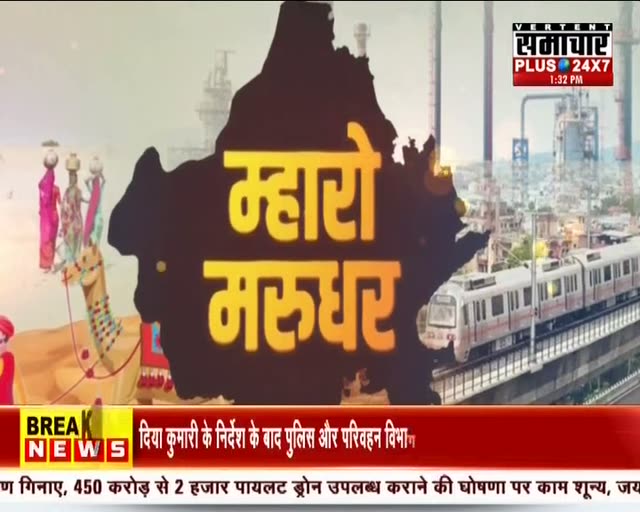 VERTENT
समाचार
PLUS 24X7
1:32 PM
म्हारो
मरुधर
BREAK
NEWS
दिया कुमारी के निर्देश के बाद पुलिस और परिवहन विभाग
ण गिनाए, 450 करोड़ से 2 हजार पायलट ड्रोन उपलब्ध कराने की घोषणा पर काम शून्य, जय